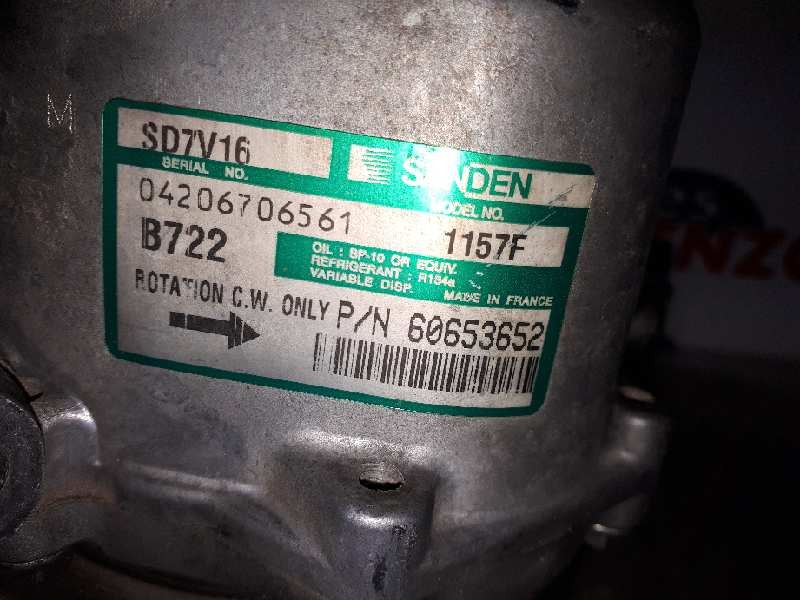 M
SD7V16
SANDEN
SERIAL NO.
MODEL NO.
04206706561
1157F
B722
OIL : SP-10 OR EQUIV.
REFRIGERANT : R134a
VARIABLE DISP.
MADE IN FRANCE
ROTATION C.W. ONLY
P/N 60653652